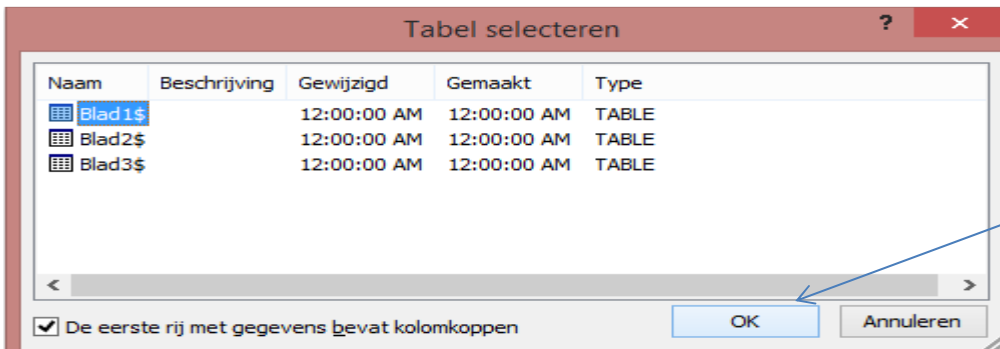 Tabel selecteren ? ×
Naam Beschrijving Gewijzigd Gemaakt Type
Blad1$ 12:00:00 AM 12:00:00 AM TABLE
Blad2$ 12:00:00 AM 12:00:00 AM TABLE
Blad3$ 12:00:00 AM 12:00:00 AM TABLE
De eerste rij met gegevens bevat kolomkoppen OK Annuleren